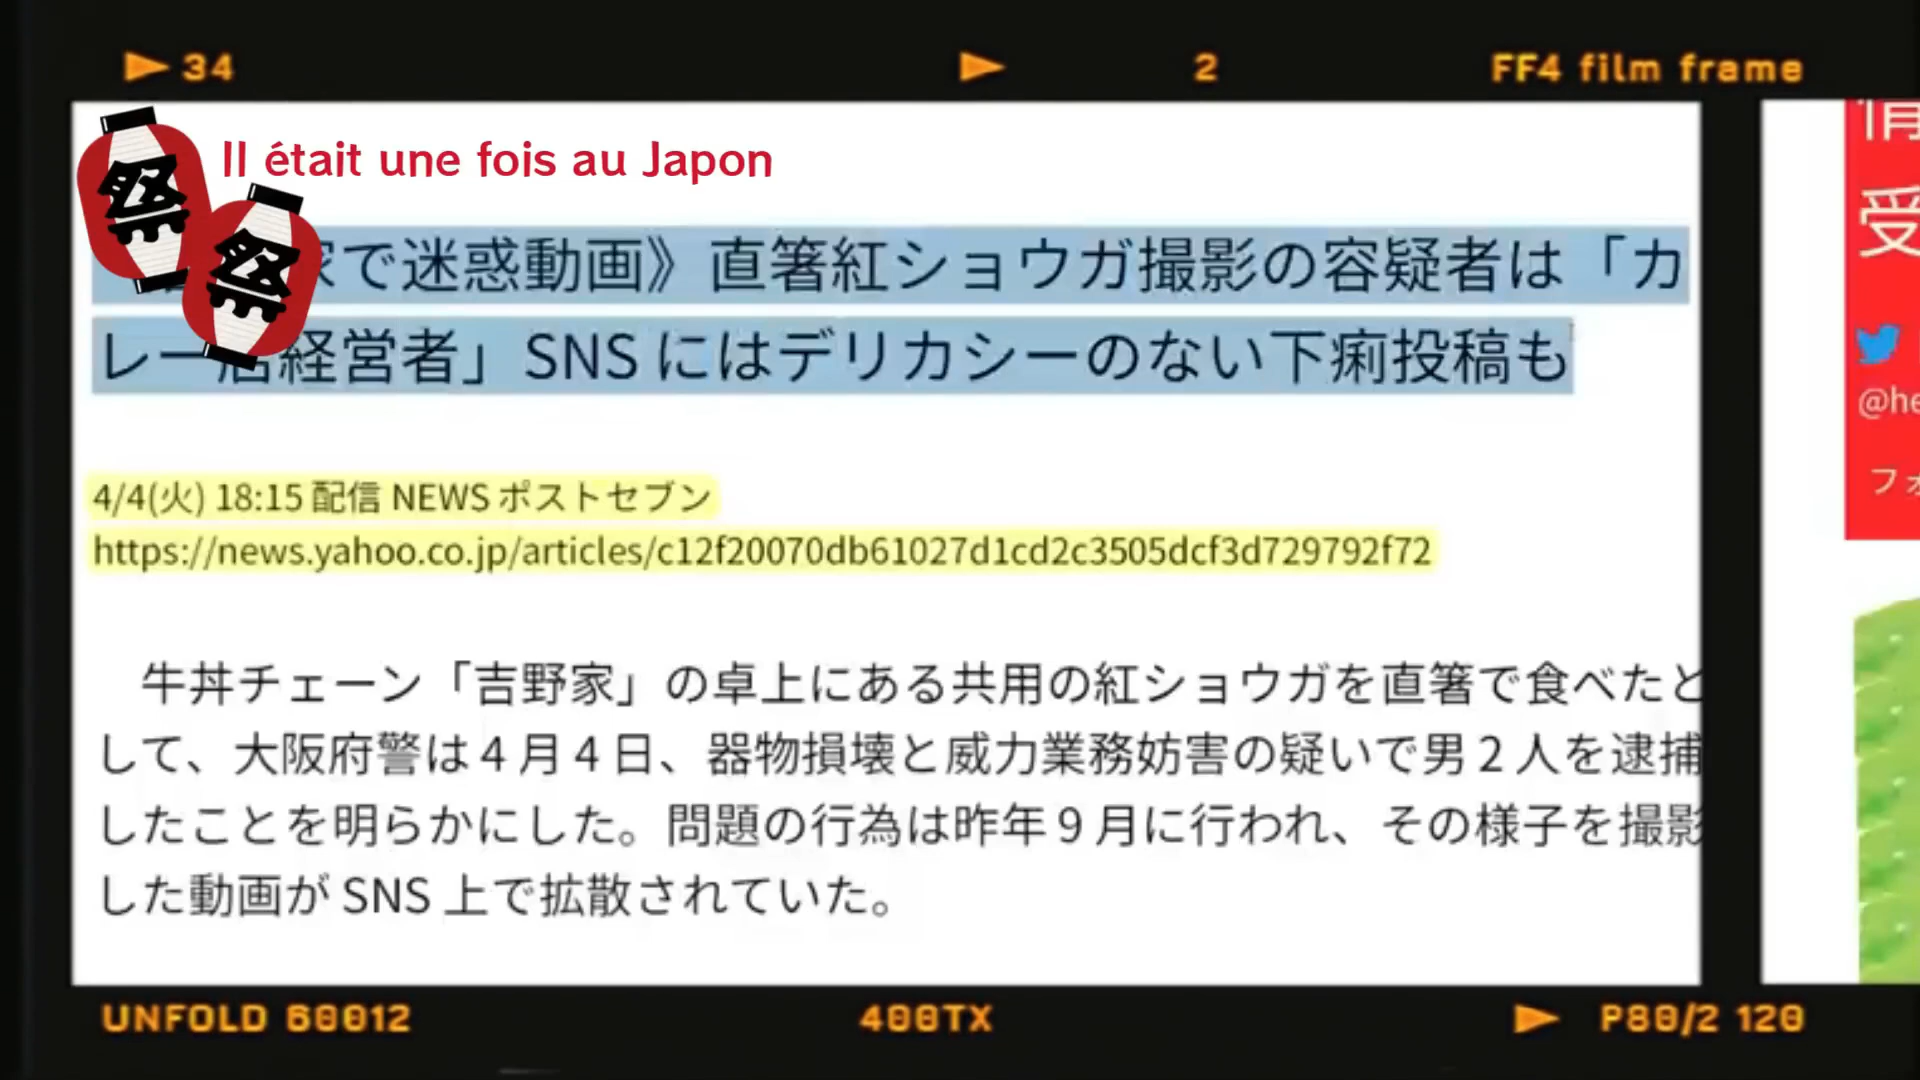 34
2
FF4 film frame
祭
祭
Il était une fois au Japon
で迷惑動画》直箸紅ショウガ撮影の容疑者は「カ
レー店経営者」SNSにはデリカシーのない下痢投稿も
4/4(火) 18:15 配信 NEWS ポストセブン
https://news.yahoo.co.jp/articles/c12f20070db61027d1cd2c3505dcf3d729792f72
牛丼チェーン「吉野家」の卓上にある共用の紅ショウガを直箸で食べたと
して、大阪府警は4月4日、器物損壊と威力業務妨害の疑いで男2人を逮捕
したことを明らかにした。問題の行為は昨年9月に行われ、その様子を撮影
した動画がSNS上で拡散されていた。
受
@he
フォ
UNFOLD 60012
400TX
P80/2 120